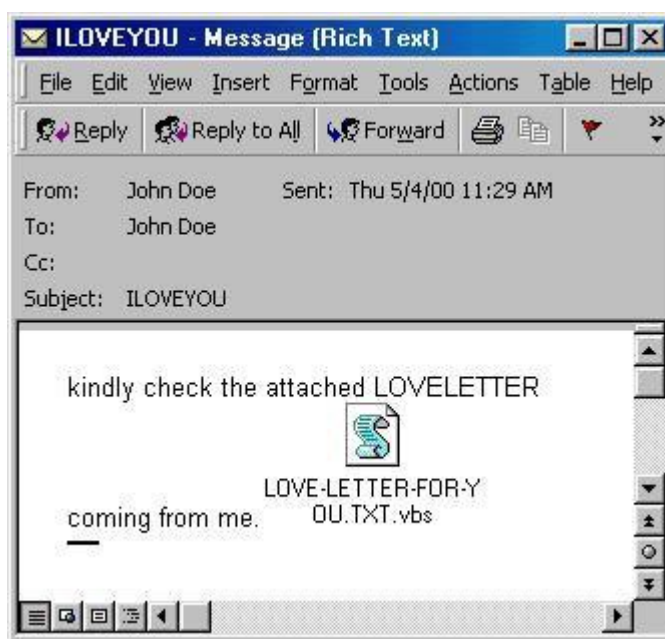 ILOVEYOU - Message (Rich Text)
File Edit View Insert Format Tools Actions Table Help
Reply Reply to All Forward
From: John Doe Sent: Thu 5/4/00 11:29 AM
To: John Doe
Cc:
Subject: ILOVEYOU
kindly check the attached LOVELETTER
LOVE-LETTER-FOR-Y
coming from me. OU.TXT.vbs